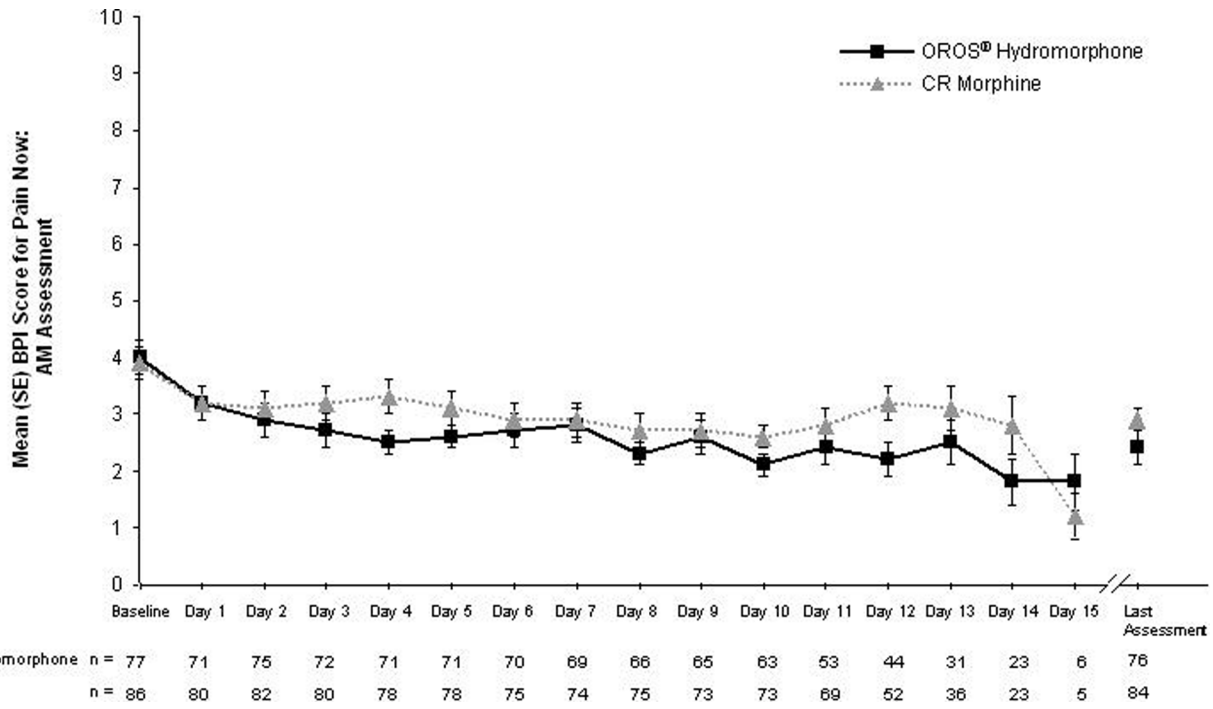 Mean (SE) BPI Score for Pain Now:
AM Assessment
10
9
8
7
6
5
4
3
2
1
0
OROS® Hydromorphone
CR Morphine
Baseline Day 1 Day 2 Day 3 Day 4 Day 5 Day 6 Day 7 Day 8 Day 9 Day 10 Day 11 Day 12 Day 13 Day 14 Day 15 Last
Assessment
omorphone n = 77 71 75 72 71 71 70 69 66 65 63 53 44 31 23 6 76
n = 86 80 82 80 78 78 75 74 75 73 73 69 52 36 23 5 84